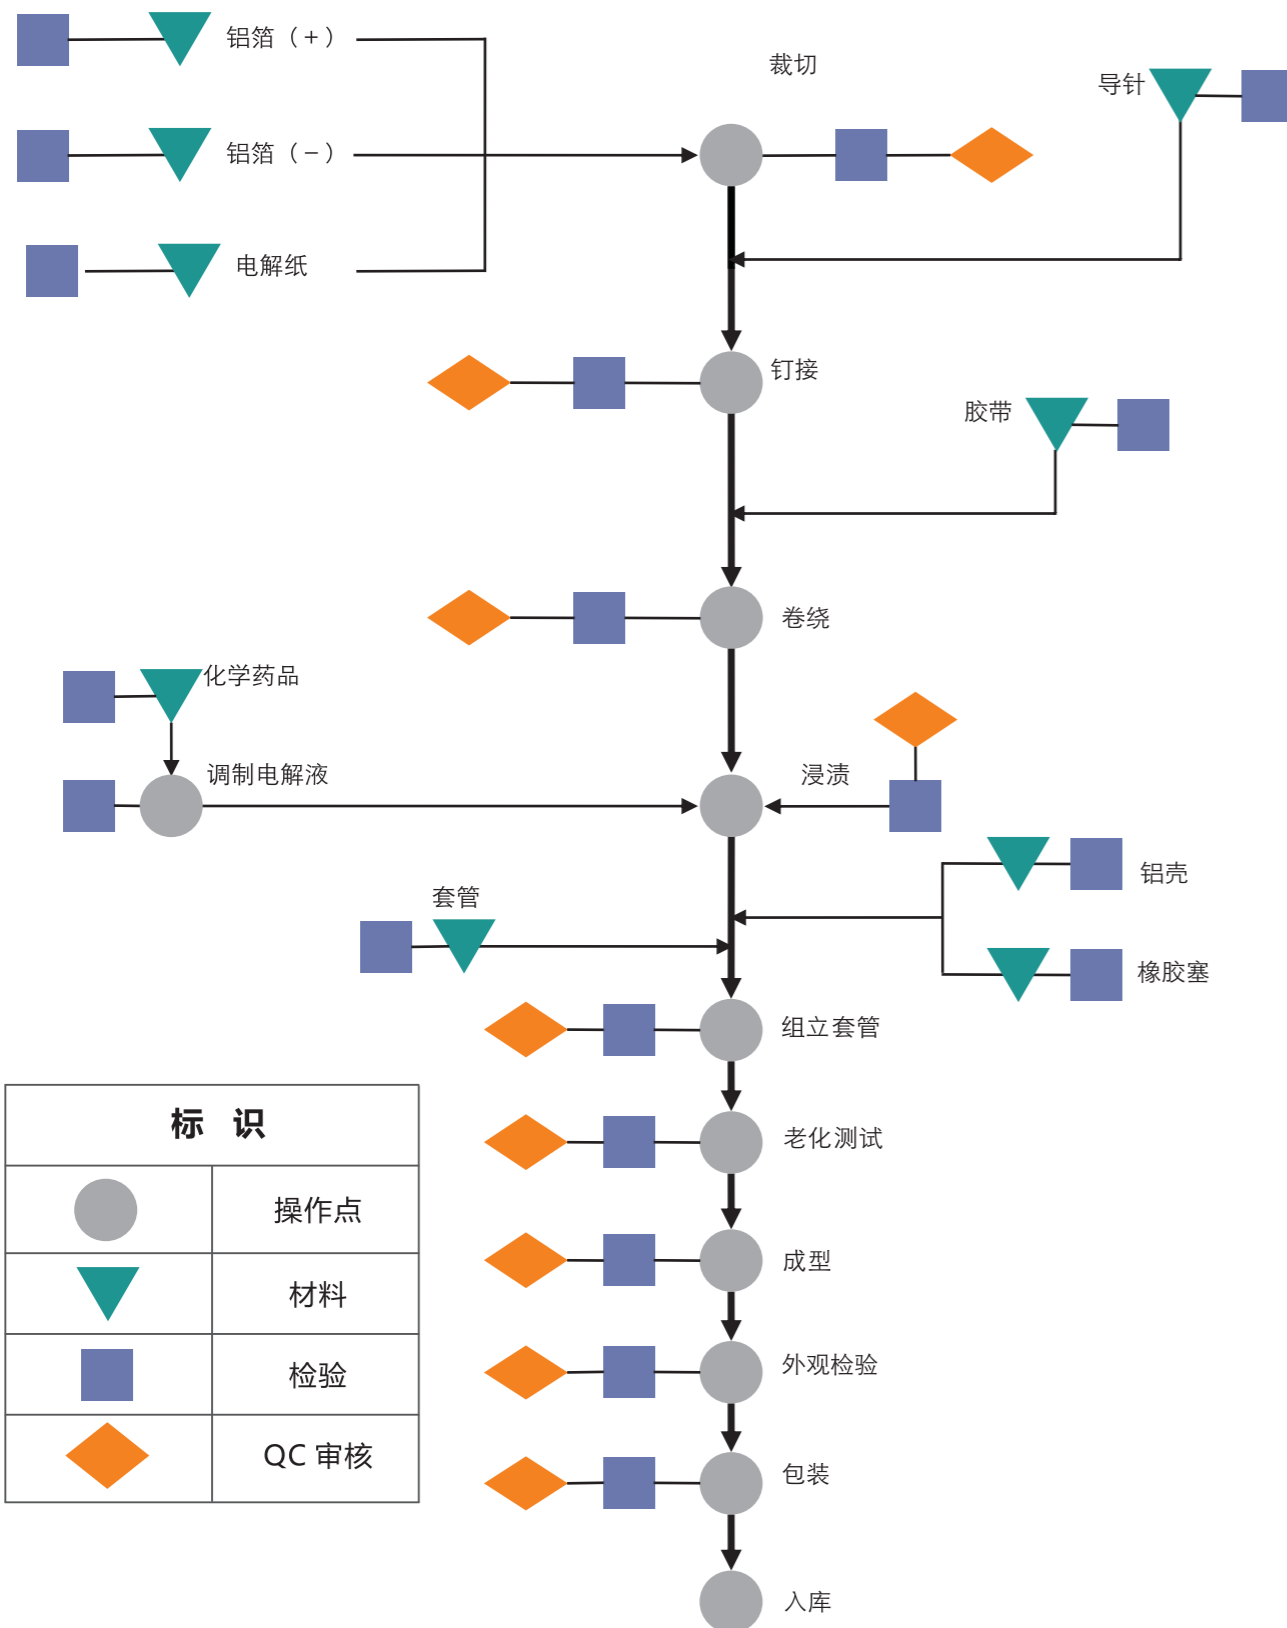 铝箔（+）
裁切
导针
铝箔（-）
电解纸
钉接
胶带
卷绕
化学药品
调制电解液
浸渍
铝壳
套管
橡胶塞
组立套管
标 识
老化测试
操作点
成型
材料
外观检验
检验
QC 审核
包装
入库